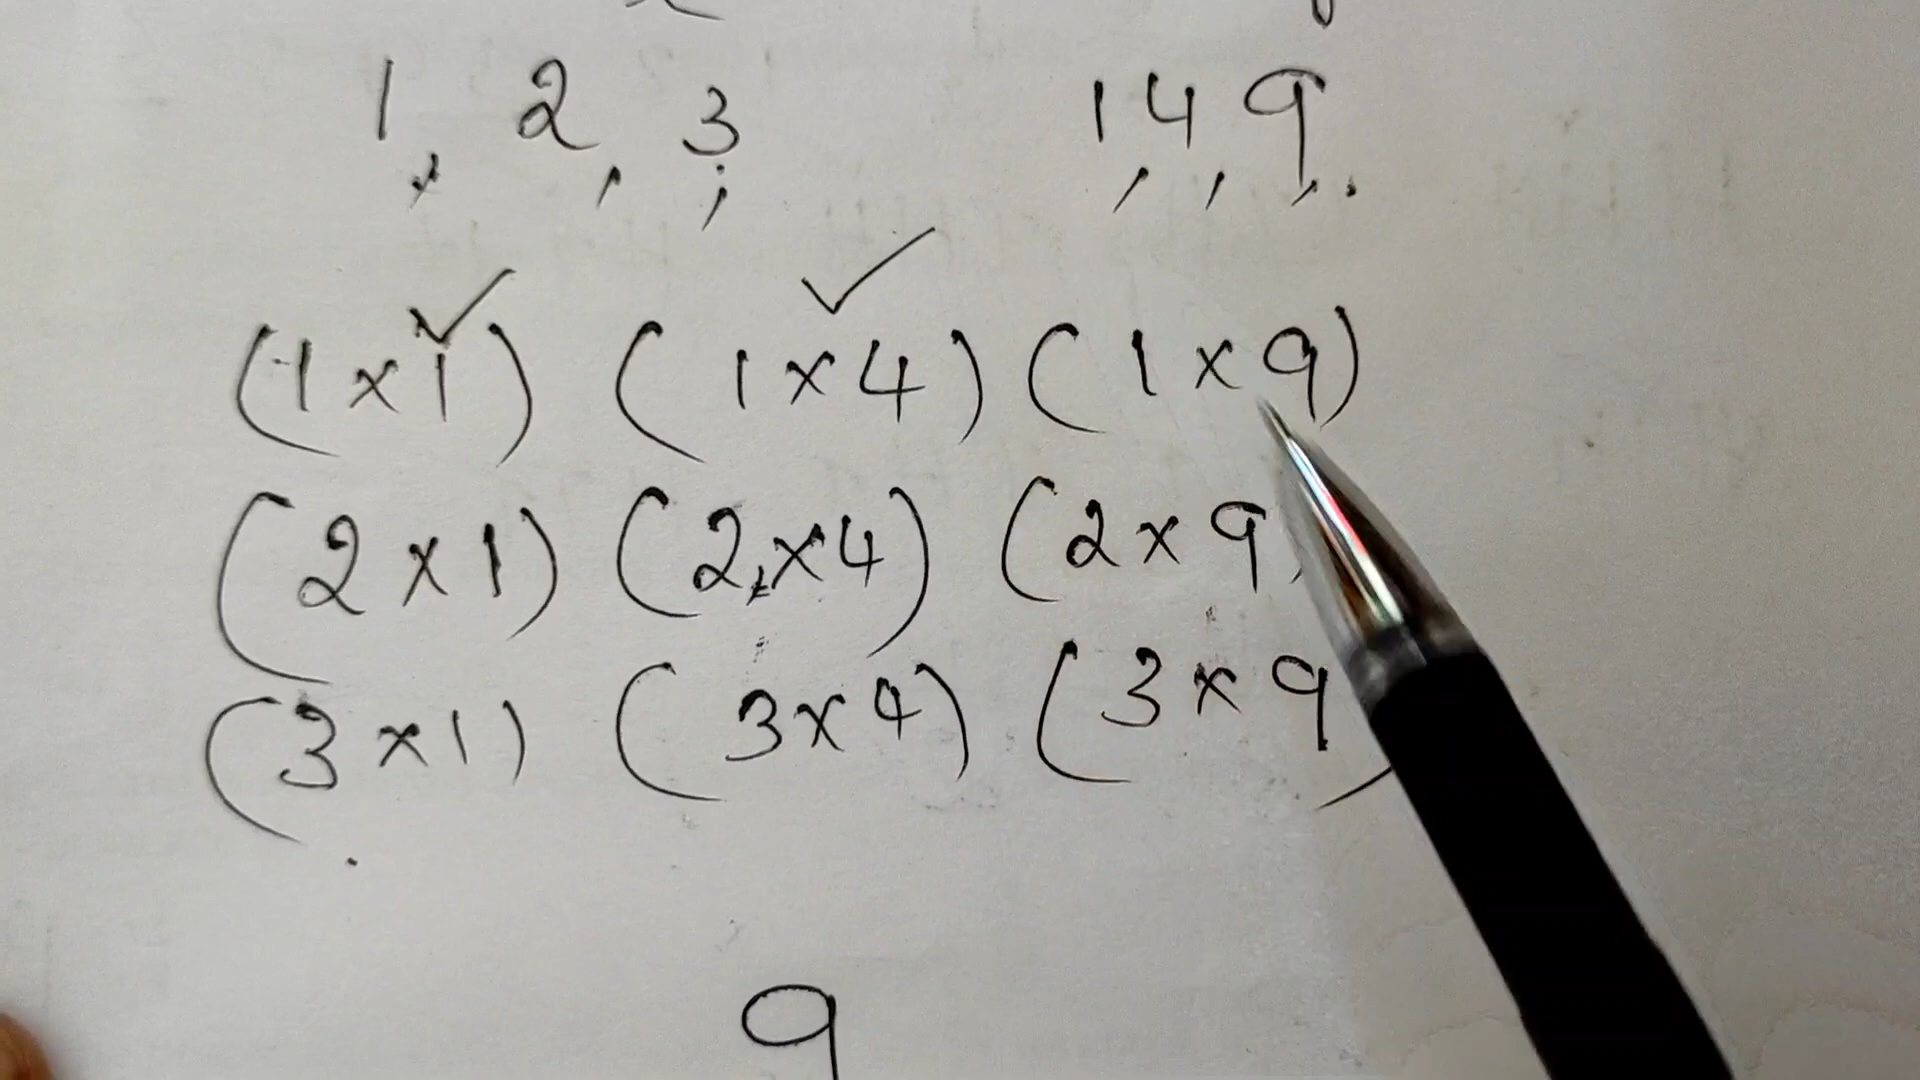 1, 2, 3; 1, 4, 9.
(1 x 1) (1 x 4) (1 x 9)
(2 x 1) (2 x 4) (2 x 9
(3 x 1) (3 x 4) (3 x 9)
9